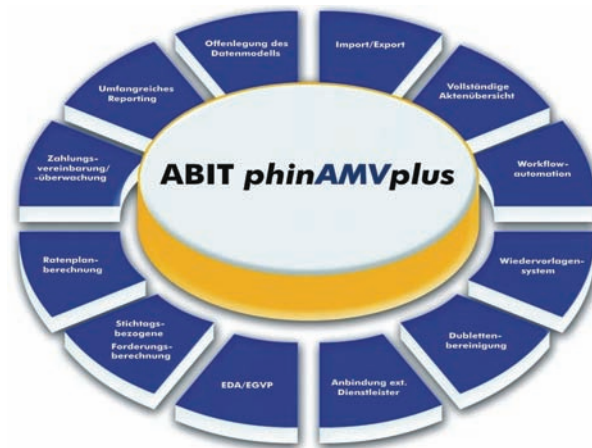 Offenlegung des
Datenmodells
Import/Export
Vollständige
Aktenübersicht
Workflow-
automation
Wiedervorlagen-
system
Dubletten-
bereinigung
Anbindung ext.
Dienstleister
EDA/EGVP
Stichtags-
bezogene
Forderungs-
berechnung
Ratenplan-
berechnung
Zahlungs-
vereinbarung/
-überwachung
Umfangreiches
Reporting
ABIT phinAMVplus